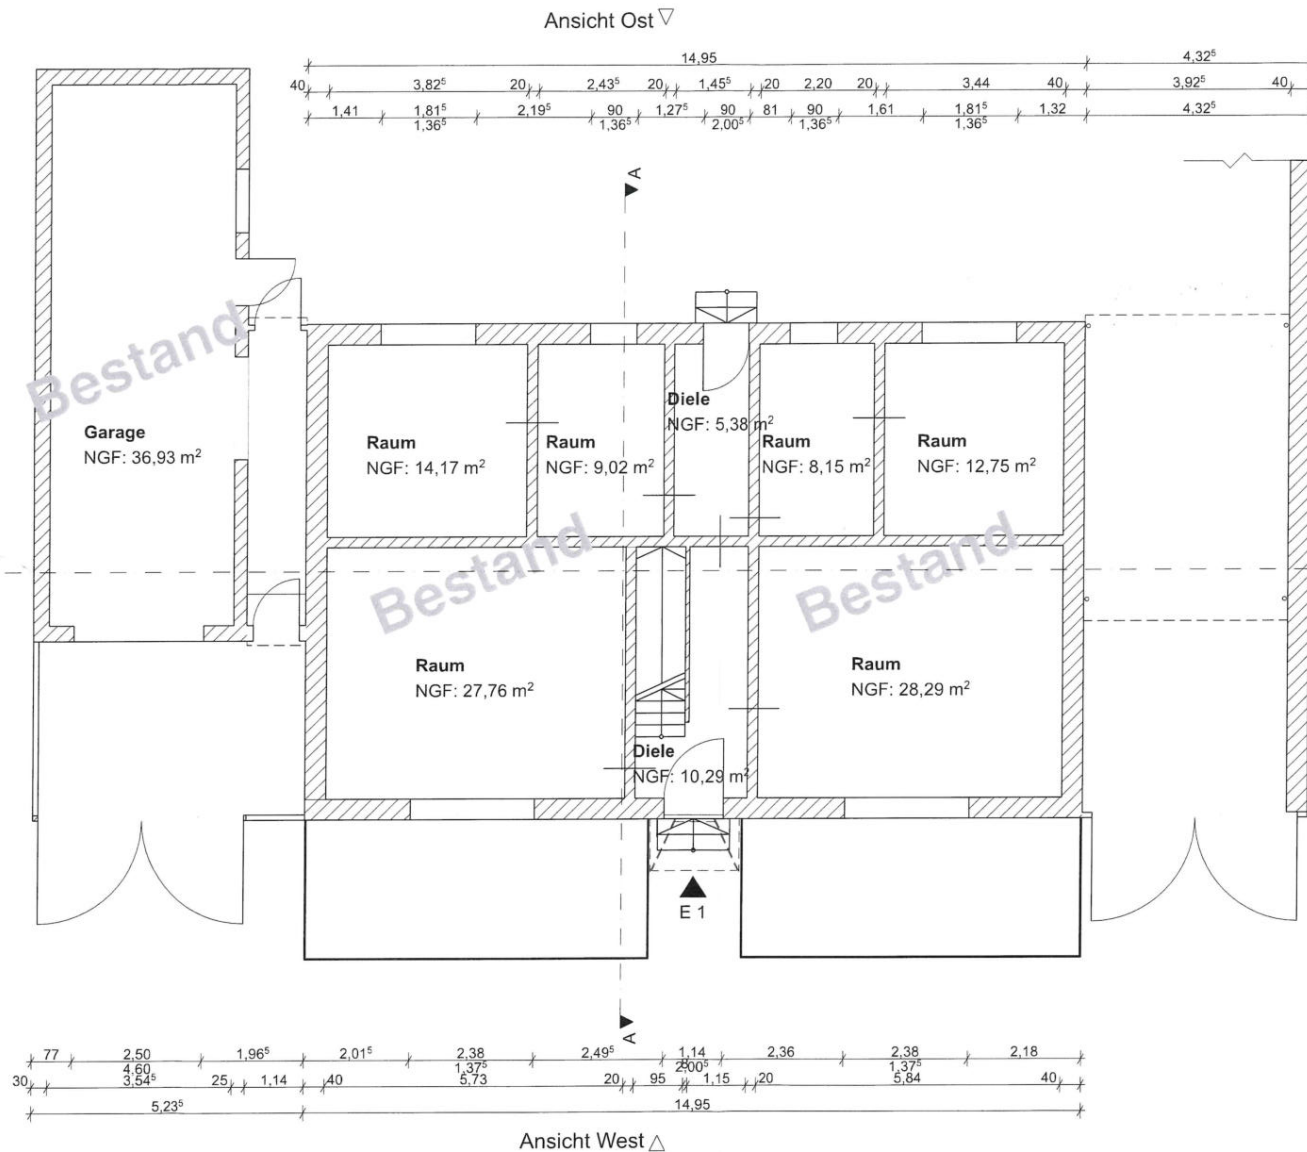 Ansicht Ost
14,95 4,32⁵
40 3,82⁵ 20 2,43⁵ 20 1,45⁵ 20 2,20 20 3,44 40 3,92⁵ 40
1,41 1,81⁵ 2,19⁵ 90 1,27⁵ 90 81 90 1,61 1,81⁵ 1,32 4,32⁵
1,36⁵ 1,36⁵ 2,00⁵ 1,36⁵ 1,36⁵
A
Bestand
Diele
NGF: 5,38 m²
Garage
NGF: 36,93 m²
Raum
NGF: 14,17 m²
Raum
NGF: 9,02 m²
Raum
NGF: 8,15 m²
Raum
NGF: 12,75 m²
Bestand
Bestand
Raum
NGF: 27,76 m²
Raum
NGF: 28,29 m²
Diele
NGF: 10,29 m²
E 1
A
77 2,50 1,96⁵ 2,01⁵ 2,38 2,49⁵ 1,14 2,36 2,38 2,18
4,60 1,37⁵ 2,00⁵ 1,37⁵
30 3,54⁵ 25 1,14 40 5,73 20 95 1,15 20 5,84 40
5,23⁵ 14,95
Ansicht West